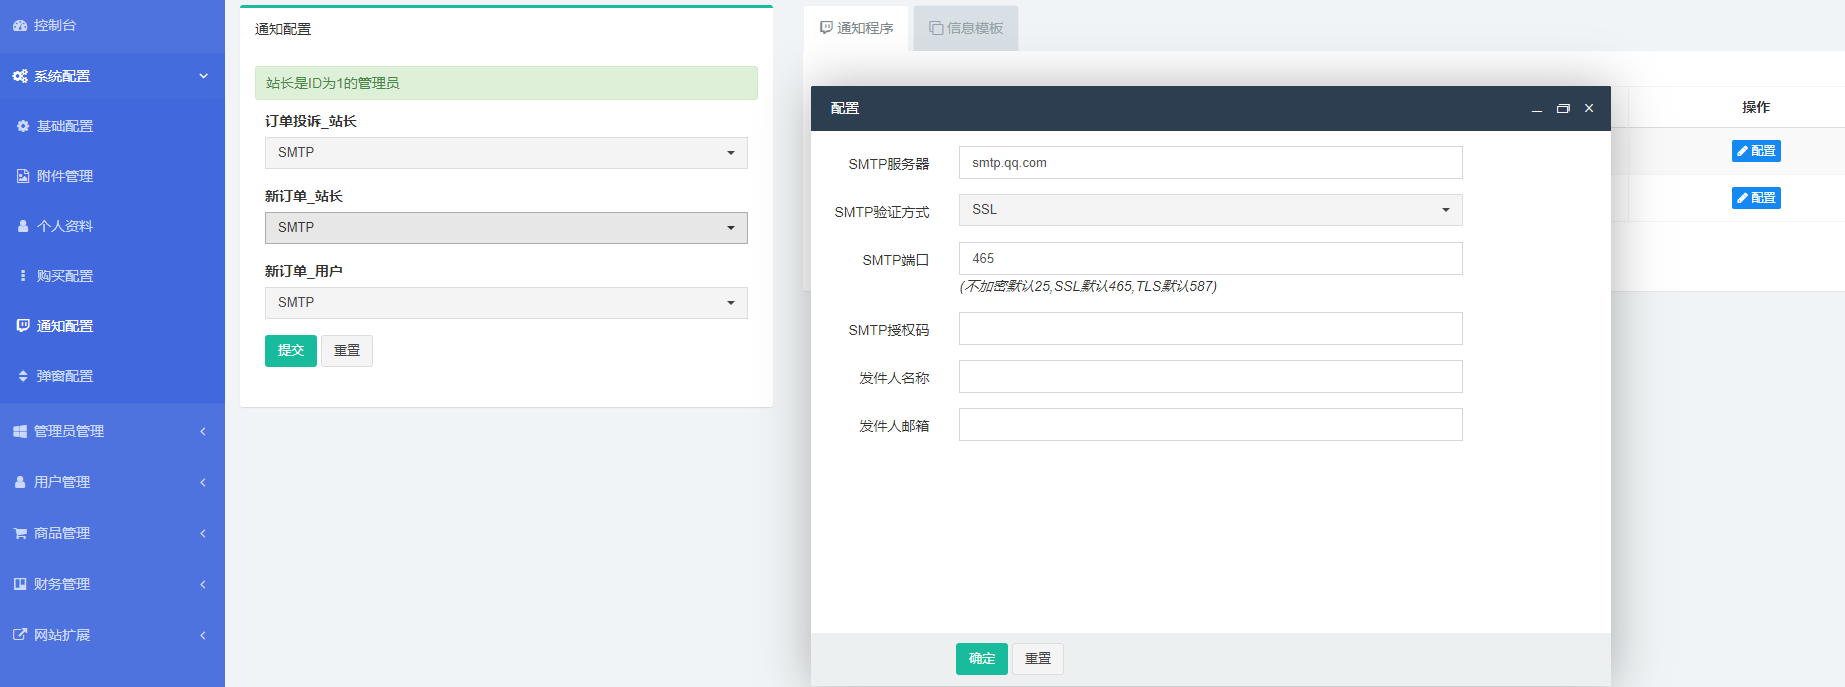 控制台
系统配置
基础配置
附件管理
个人资料
购买配置
通知配置
弹窗配置
管理员管理
用户管理
商品管理
财务管理
网站扩展
通知配置
站长是ID为1的管理员
订单投诉_站长
SMTP
新订单_站长
SMTP
新订单_用户
SMTP
提交 重置
通知程序 信息模板
操作
配置
配置
配置
SMTP服务器 smtp.qq.com
SMTP验证方式 SSL
SMTP端口 465
(不加密默认25,SSL默认465,TLS默认587)
SMTP授权码
发件人名称
发件人邮箱
确定 重置